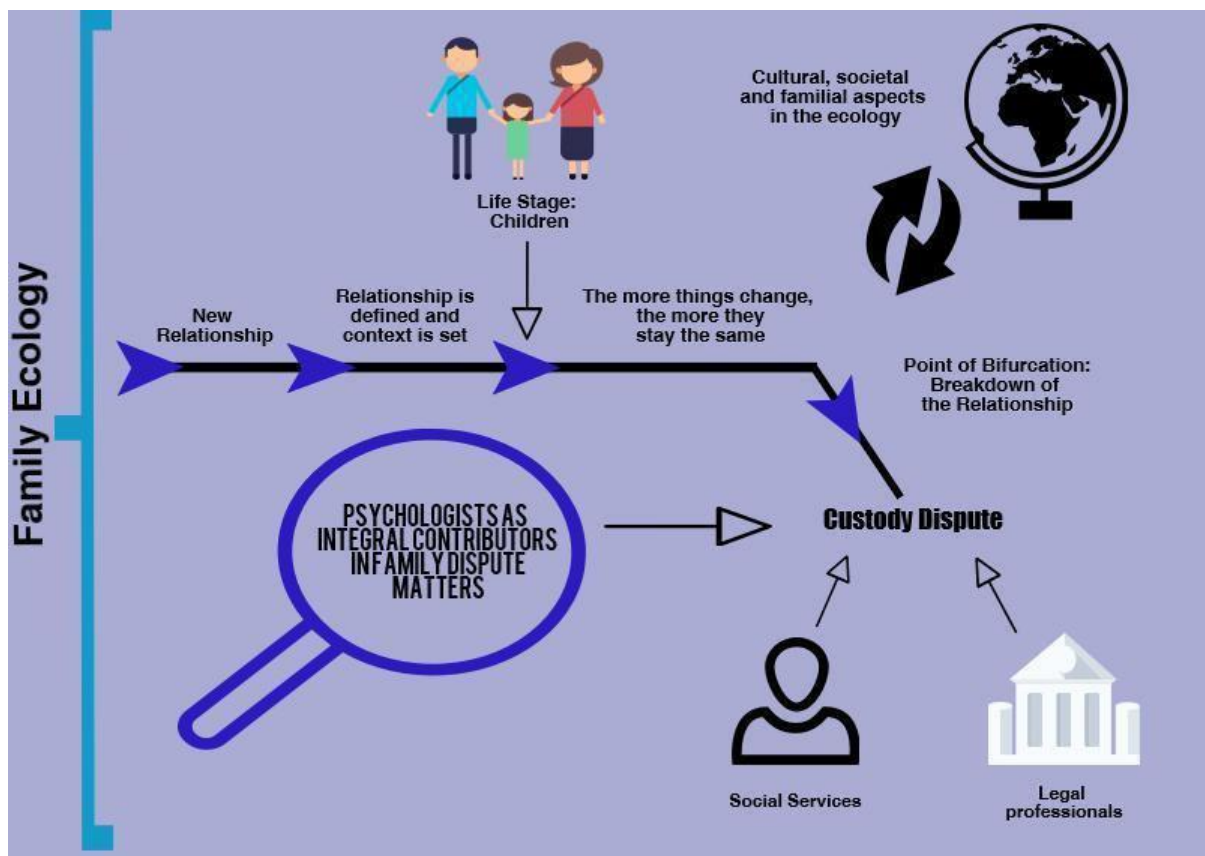 Family Ecology
Cultural, societal
and familial aspects
in the ecology
Life Stage:
Children
New
Relationship
Relationship is
defined and
context is set
The more things change,
the more they
stay the same
Point of Bifurcation:
Breakdown of
the Relationship
PSYCHOLOGISTS AS
INTEGRAL CONTRIBUTORS
IN FAMILY DISPUTE
MATTERS
Custody Dispute
Social Services
Legal
professionals